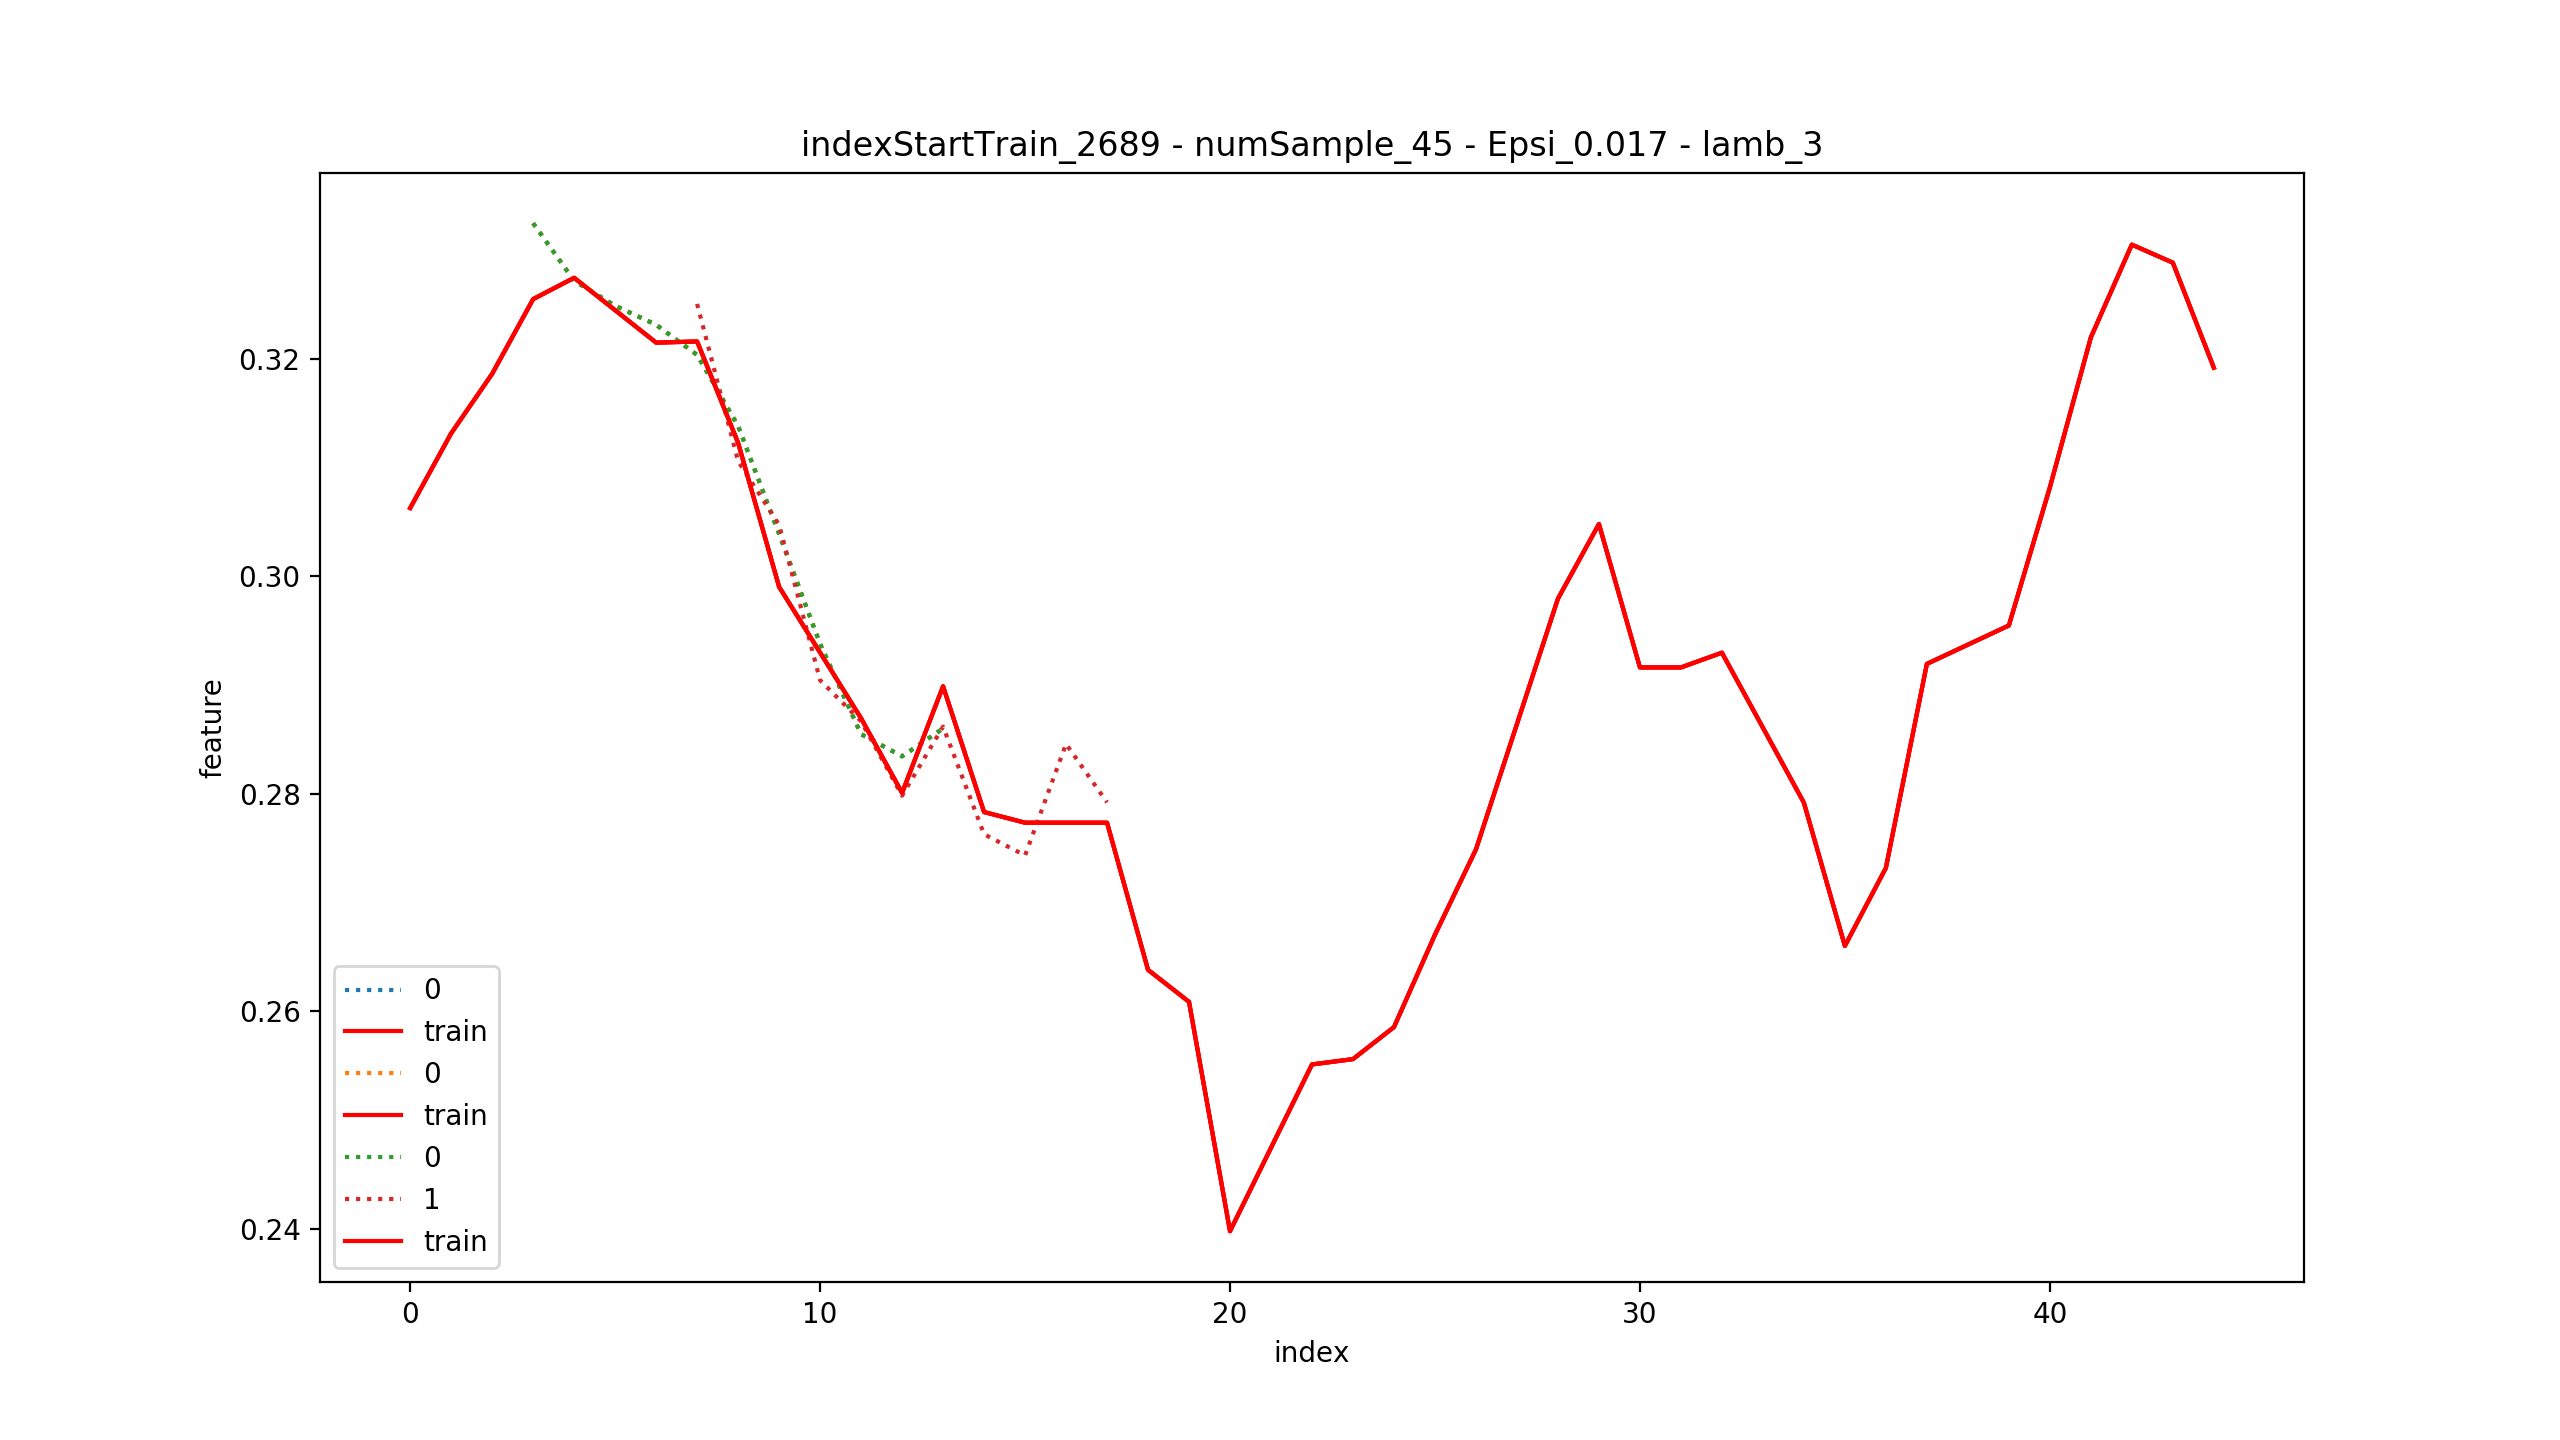 indexStartTrain_2689 - numSample_45 - Epsi_0.017 - lamb_3
feature
0.32
0.30
0.28
0.26
0.24
0
train
0
train
0
1
train
0 10 20 30 40
index